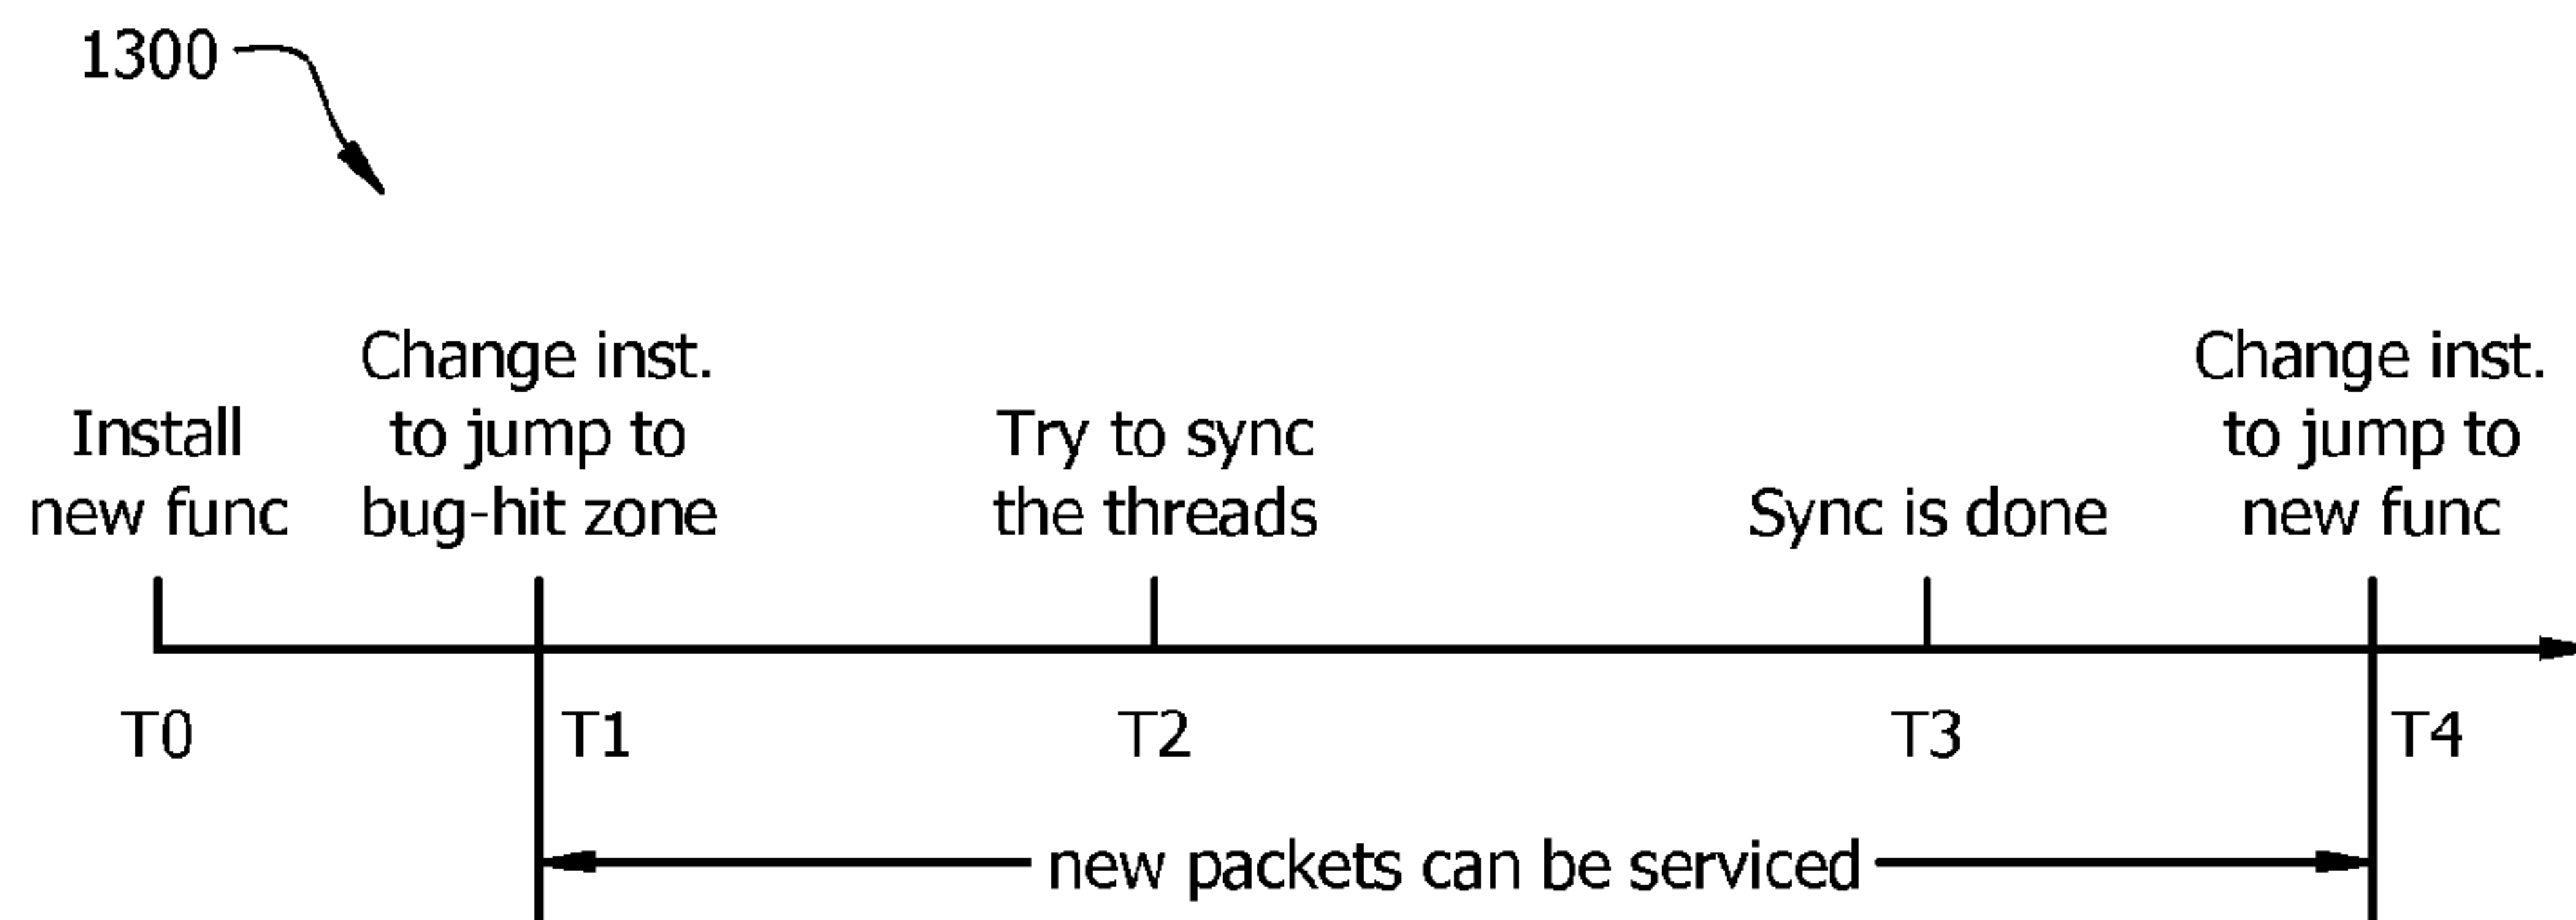 1300
Install
new func
Change inst.
to jump to
bug-hit zone
Try to sync
the threads
Sync is done
Change inst.
to jump to
new func
T0
T1
T2
T3
T4
new packets can be serviced